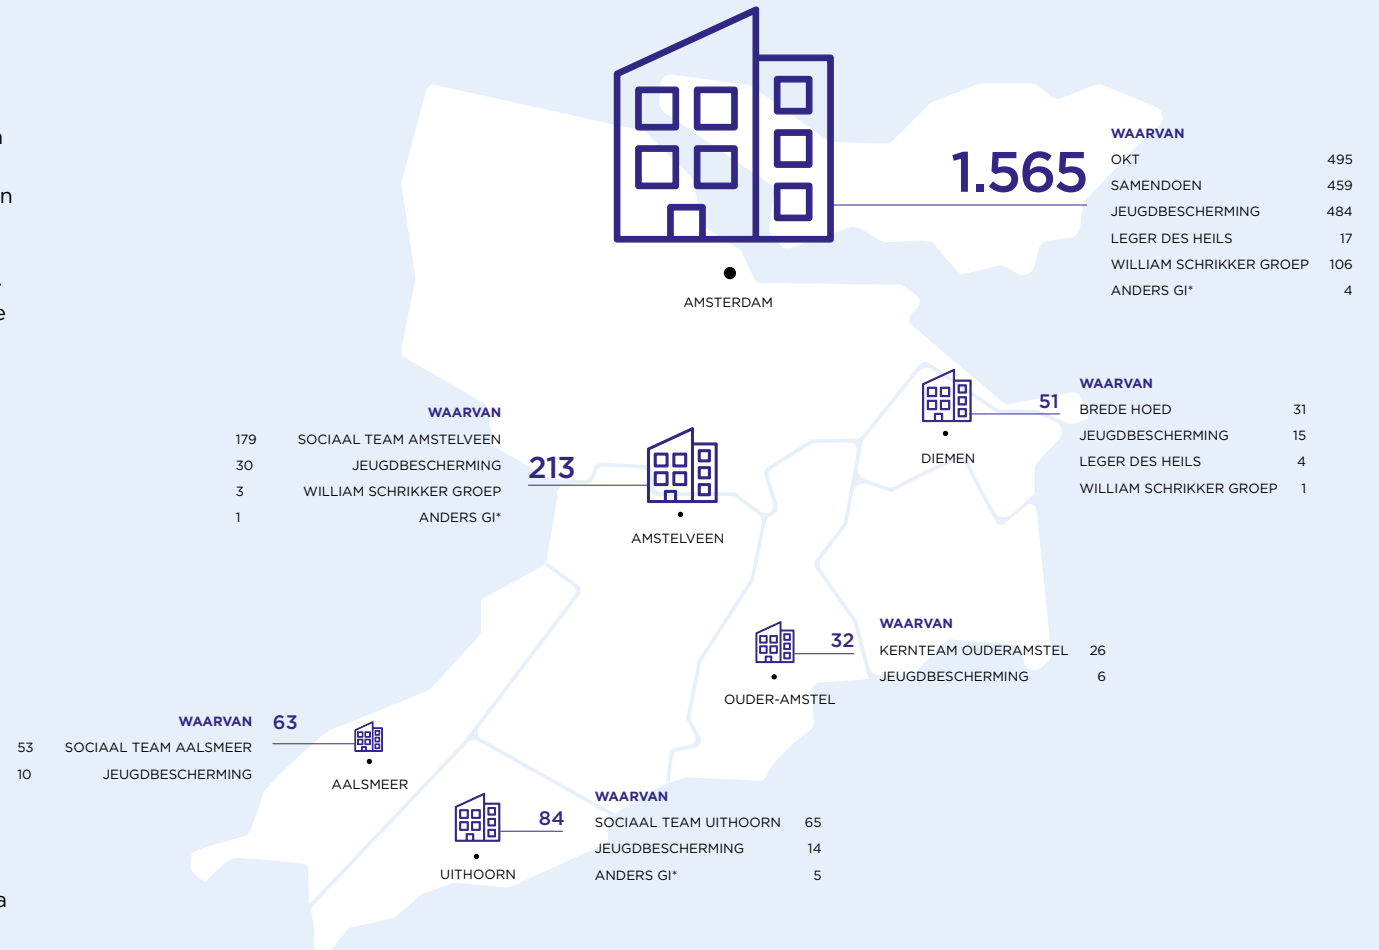 n
n
.
e
a
1.565
WAARVAN
OKT 495
SAMENDOEN 459
JEUGDBESCHERMING 484
LEGER DES HEILS 17
WILLIAM SCHRIKKER GROEP 106
ANDERS GI* 4
AMSTERDAM
51
WAARVAN
BREDE HOED 31
JEUGDBESCHERMING 15
LEGER DES HEILS 4
WILLIAM SCHRIKKER GROEP 1
DIEMEN
WAARVAN
179 SOCIAAL TEAM AMSTELVEEN
30 JEUGDBESCHERMING
3 WILLIAM SCHRIKKER GROEP
1 ANDERS GI*
213
AMSTELVEEN
32
WAARVAN
KERNTEAM OUDERAMSTEL 26
JEUGDBESCHERMING 6
OUDER-AMSTEL
WAARVAN
53 SOCIAAL TEAM AALSMEER
10 JEUGDBESCHERMING
63
AALSMEER
84
WAARVAN
SOCIAAL TEAM UITHOORN 65
JEUGDBESCHERMING 14
ANDERS GI* 5
UITHOORN